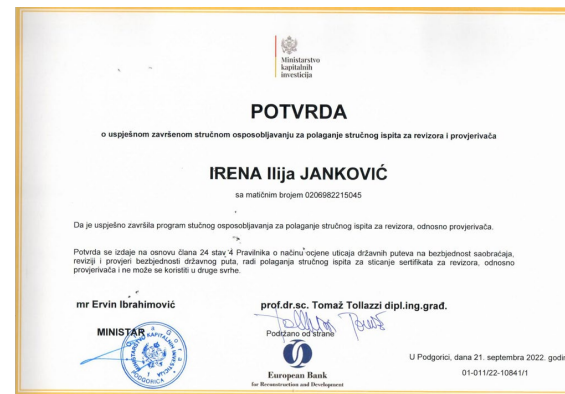 Ministarstvo
kapitalnih
investicija
POTVRDA
o uspješnom završenom stručnom osposobljavanju za polaganje stručnog ispita za revizora i provjerivača
IRENA Ilija JANKOVIĆ
sa matičnim brojem 0206982215045
Da je uspješno završila program stučnog osposobljavanja za polaganje stručnog ispita za revizora, odnosno provjerivača.
Potvrda se izdaje na osnovu člana 24 stav 4 Pravilnika o načinu ocjene uticaja državnih puteva na bezbjednost saobraćaja,
reviziji i provjeri bezbjednosti državnog puta, radi polaganja stručnog ispita za sticanje sertifikata za revizora, odnosno
provjerivača i ne može se koristiti u druge svrhe.
mr Ervin Ibrahimović
prof.dr.sc. Tomaž Tollazzi dipl.ing.građ.
MINISTAR
Podržano od strane
European Bank
for Reconstruction and Development
PODGORICA
U Podgorici, dana 21. septembra 2022. godin
01-011/22-10841/1